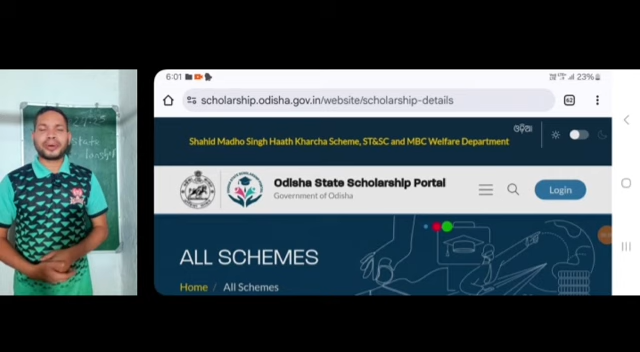 State
6:01
23%
scholarship.odisha.gov.in/website/scholarship-details
62
ଓଡ଼ିଆ
Shahid Madho Singh Haath Kharcha Scheme, ST&SC and MBC Welfare Department
Odisha State Scholarship Portal
Government of Odisha
Login
ALL SCHEMES
Home / All Schemes